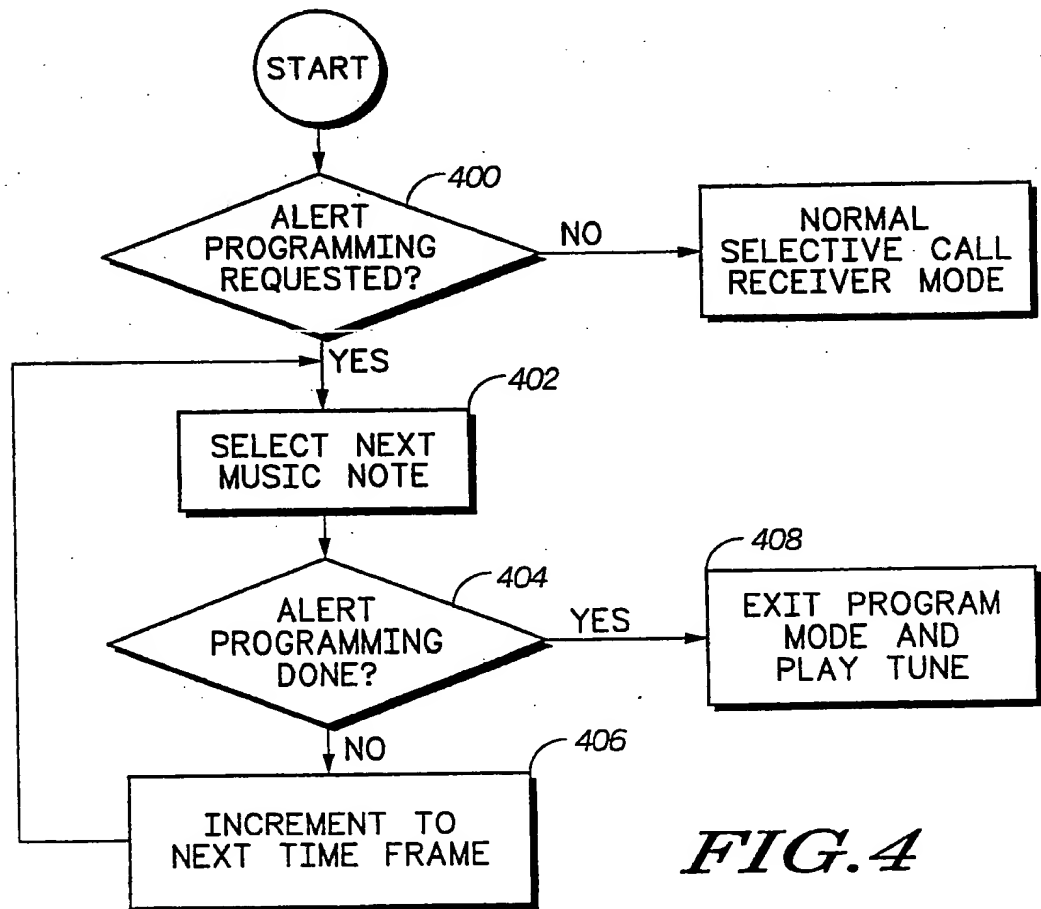 START
400
ALERT
PROGRAMMING
REQUESTED?
NO
NORMAL
SELECTIVE CALL
RECEIVER MODE
YES
402
SELECT NEXT
MUSIC NOTE
404
ALERT
PROGRAMMING
DONE?
YES
408
EXIT PROGRAM
MODE AND
PLAY TUNE
NO
406
INCREMENT TO
NEXT TIME FRAME
FIG.4